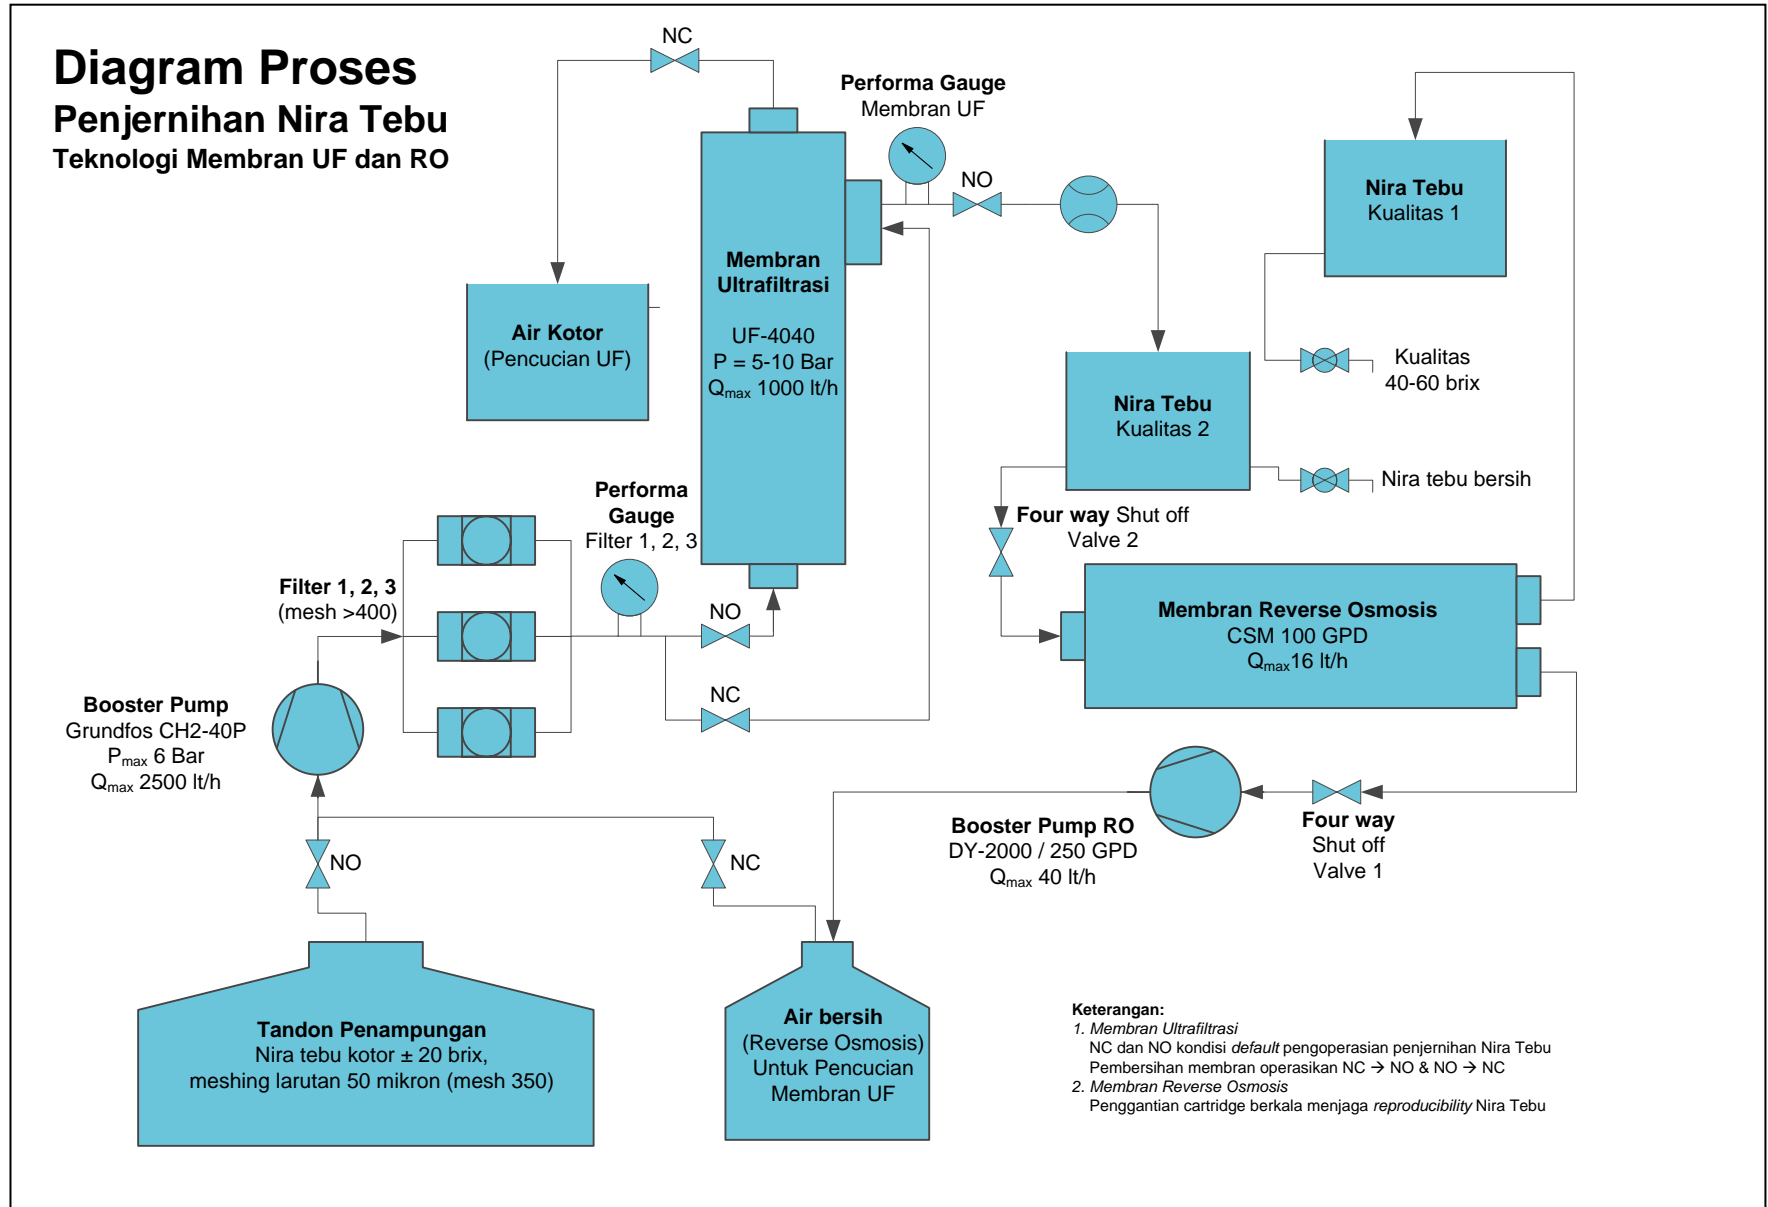 Diagram Proses
Penjernihan Nira Tebu
Teknologi Membran UF dan RO
NC
Performa Gauge
Membran UF
NO
Nira Tebu
Kualitas 1
Membran
Ultrafiltrasi
UF-4040
P = 5-10 Bar
Qmax 1000 lt/h
Air Kotor
(Pencucian UF)
Kualitas
40-60 brix
Nira Tebu
Kualitas 2
Nira tebu bersih
Performa
Gauge
Filter 1, 2, 3
Four way Shut off
Valve 2
Filter 1, 2, 3
(mesh >400)
NO
Membran Reverse Osmosis
CSM 100 GPD
Qmax16 lt/h
NC
Booster Pump
Grundfos CH2-40P
Pmax 6 Bar
Qmax 2500 lt/h
Booster Pump RO
DY-2000 / 250 GPD
Qmax 40 lt/h
Four way
Shut off
Valve 1
NO
NC
Tandon Penampungan
Nira tebu kotor ± 20 brix,
meshing larutan 50 mikron (mesh 350)
Air bersih
(Reverse Osmosis)
Untuk Pencucian
Membran UF
Keterangan:
1. Membran Ultrafiltrasi
NC dan NO kondisi default pengoperasian penjernihan Nira Tebu
Pembersihan membran operasikan NC → NO & NO → NC
2. Membran Reverse Osmosis
Penggantian cartridge berkala menjaga reproducibility Nira Tebu